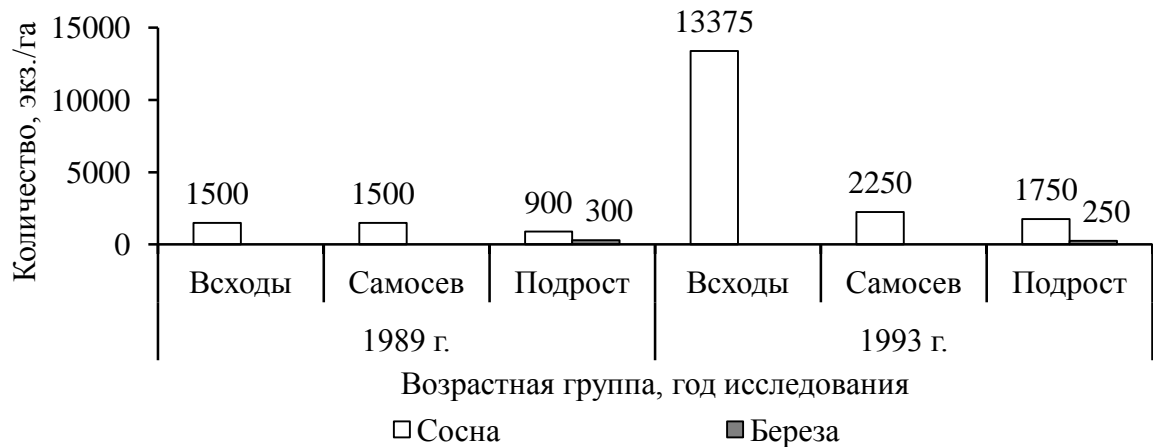 Количество, экз./га
15000
10000
5000
0
1500
1500
900
300
13375
2250
1750
250
Всходы
Самосев
Подрост
Всходы
Самосев
Подрост
1989 г.
1993 г.
Возрастная группа, год исследования
Сосна
Береза